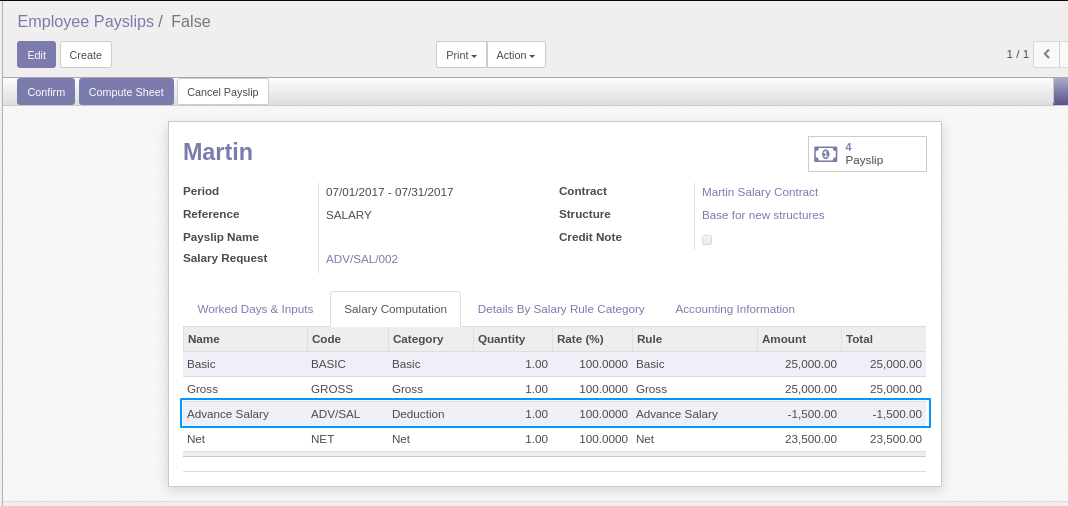 Employee Payslips / False
Edit Create Print Action 1 / 1
Confirm Compute Sheet Cancel Payslip
Martin
4
Payslip
Period 07/01/2017 - 07/31/2017 Contract Martin Salary Contract
Reference SALARY Structure Base for new structures
Payslip Name Credit Note
Salary Request ADV/SAL/002
Worked Days & Inputs Salary Computation Details By Salary Rule Category Accounting Information
Name Code Category Quantity Rate (%) Rule Amount Total
Basic BASIC Basic 1.00 100.0000 Basic 25,000.00 25,000.00
Gross GROSS Gross 1.00 100.0000 Gross 25,000.00 25,000.00
Advance Salary ADV/SAL Deduction 1.00 100.0000 Advance Salary -1,500.00 -1,500.00
Net NET Net 1.00 100.0000 Net 23,500.00 23,500.00